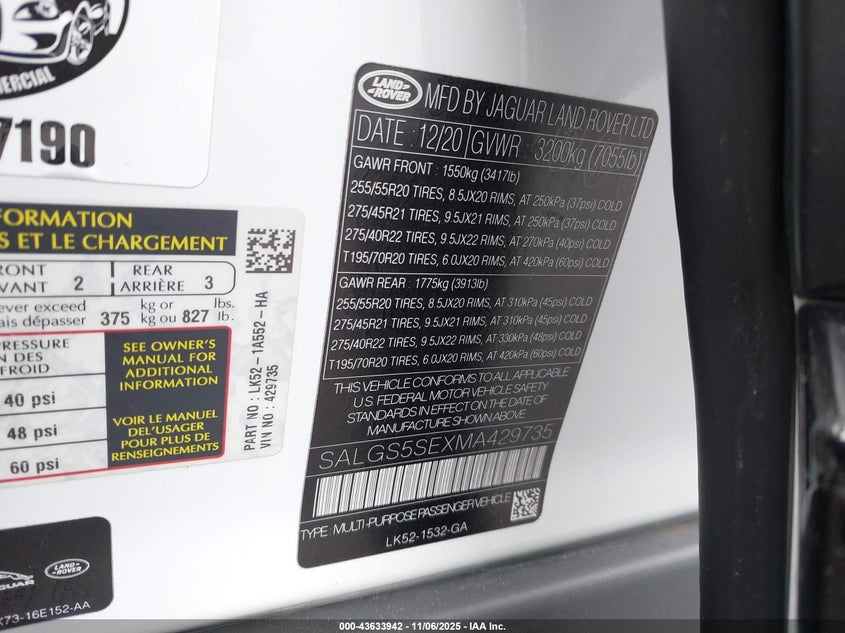 ERCIAL
7190
FORMATION
S ET LE CHARGEMENT
RONT
VANT 2
REAR
ARRIÈRE 3
ever exceed
ais dépasser 375 kg or
kg ou 827 lbs.
lb.
PRESSURE
ON DES
FROID
40 psi
48 psi
60 psi
SEE OWNER'S
MANUAL FOR
ADDITIONAL
INFORMATION
VOIR LE MANUEL
DEL'USAGER
POUR PLUS DE
RENSEIGNEMENTS
PART NO : LK52-1A552-HA
VIN NO : 429735
LAND
ROVER
K73-16E152-AA
LAND
ROVER
MFD BY JAGUAR LAND ROVER LTD
DATE : 12/20 GVWR : 3200kg (7055lb)
GAWR FRONT : 1550kg (3417lb)
255/55R20 TIRES, 8.5JX20 RIMS, AT 250kPa (37psi) COLD
275/45R21 TIRES, 9.5JX21 RIMS, AT 250kPa (37psi) COLD
275/40R22 TIRES, 9.5JX22 RIMS, AT 270kPa (40psi) COLD
T195/70R20 TIRES, 6.0JX20 RIMS, AT 420kPa (60psi) COLD
GAWR REAR : 1775kg (3913lb)
255/55R20 TIRES, 8.5JX20 RIMS, AT 310kPa (45psi) COLD
275/45R21 TIRES, 9.5JX21 RIMS, AT 310kPa (45psi) COLD
275/40R22 TIRES, 9.5JX22 RIMS, AT 330kPa (48psi) COLD
T195/70R20 TIRES, 6.0JX20 RIMS, AT 420kPa (60psi) COLD
THIS VEHICLE CONFORMS TO ALL APPLICABLE
U.S. FEDERAL MOTOR VEHICLE SAFETY
STANDARDS IN EFFECT ON THE DATE OF
MANUFACTURE SHOWN ABOVE
SALGS5SEXMA429735
TYPE : MULTI-PURPOSE PASSENGER VEHICLE
LK52-1532-GA
000-43633942 - 11/06/2025 - IAA Inc.